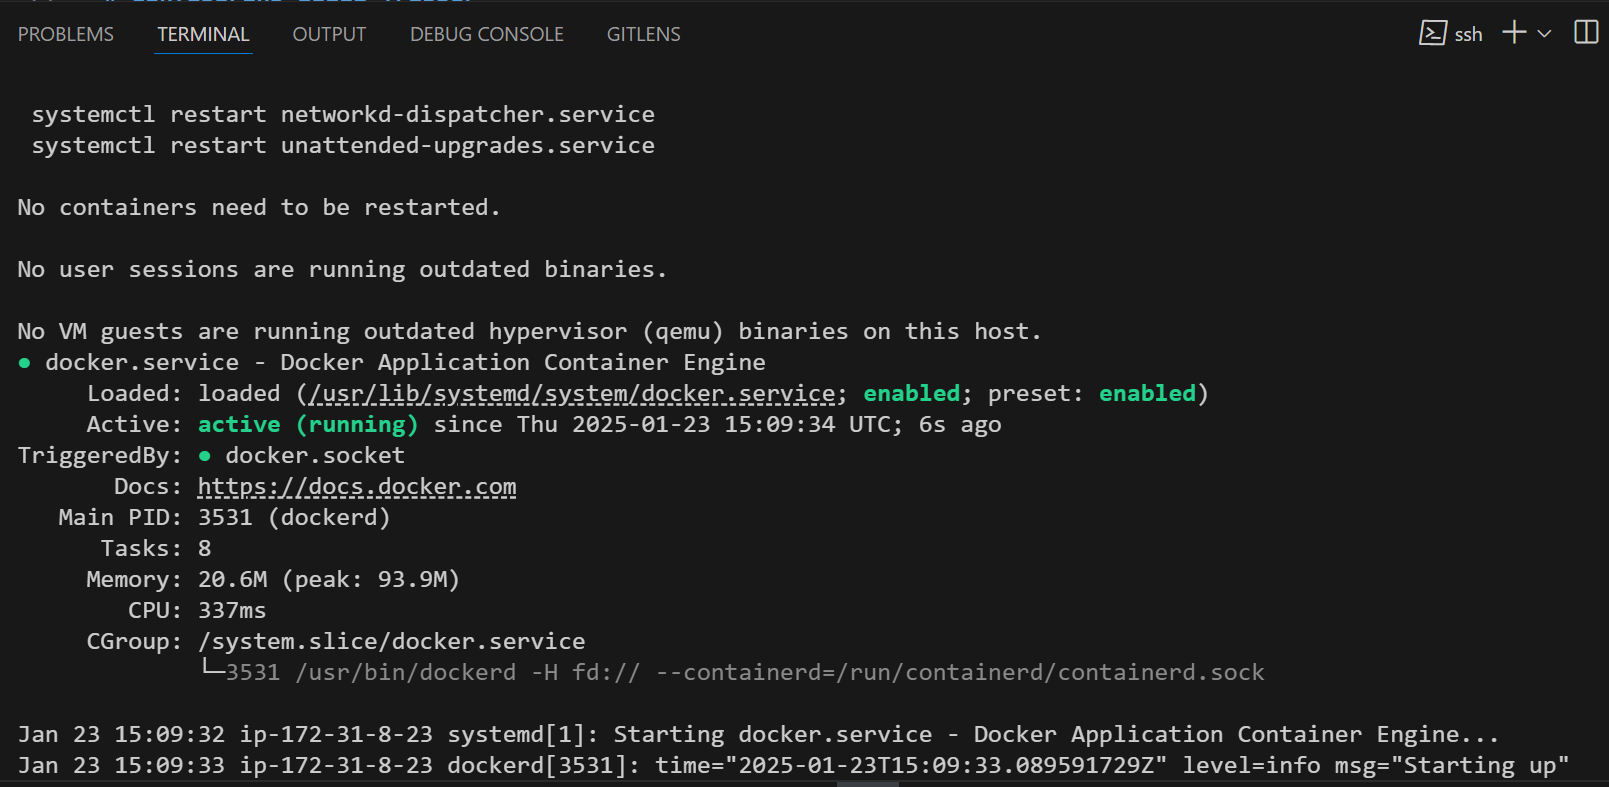 PROBLEMS TERMINAL OUTPUT DEBUG CONSOLE GITLENS ssh
systemctl restart networkd-dispatcher.service
systemctl restart unattended-upgrades.service
No containers need to be restarted.
No user sessions are running outdated binaries.
No VM guests are running outdated hypervisor (qemu) binaries on this host.
● docker.service - Docker Application Container Engine
Loaded: loaded (/usr/lib/systemd/system/docker.service; enabled; preset: enabled)
Active: active (running) since Thu 2025-01-23 15:09:34 UTC; 6s ago
TriggeredBy: ● docker.socket
Docs: https://docs.docker.com
Main PID: 3531 (dockerd)
Tasks: 8
Memory: 20.6M (peak: 93.9M)
CPU: 337ms
CGroup: /system.slice/docker.service
└─3531 /usr/bin/dockerd -H fd:// --containerd=/run/containerd/containerd.sock
Jan 23 15:09:32 ip-172-31-8-23 systemd[1]: Starting docker.service - Docker Application Container Engine...
Jan 23 15:09:33 ip-172-31-8-23 dockerd[3531]: time="2025-01-23T15:09:33.089591729Z" level=info msg="Starting up"